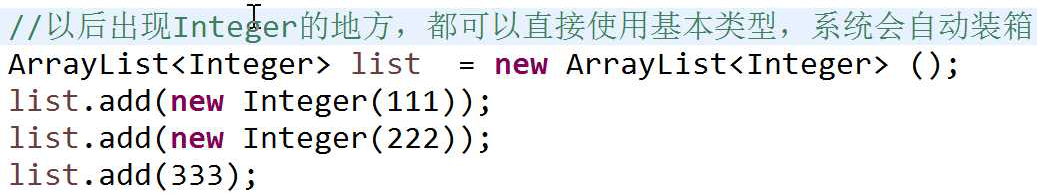 //以后出现Integer的地方，都可以直接使用基本类型，系统会自动装箱
ArrayList<Integer> list  = new ArrayList<Integer> ();
list.add(new Integer(111));
list.add(new Integer(222));
list.add(333);